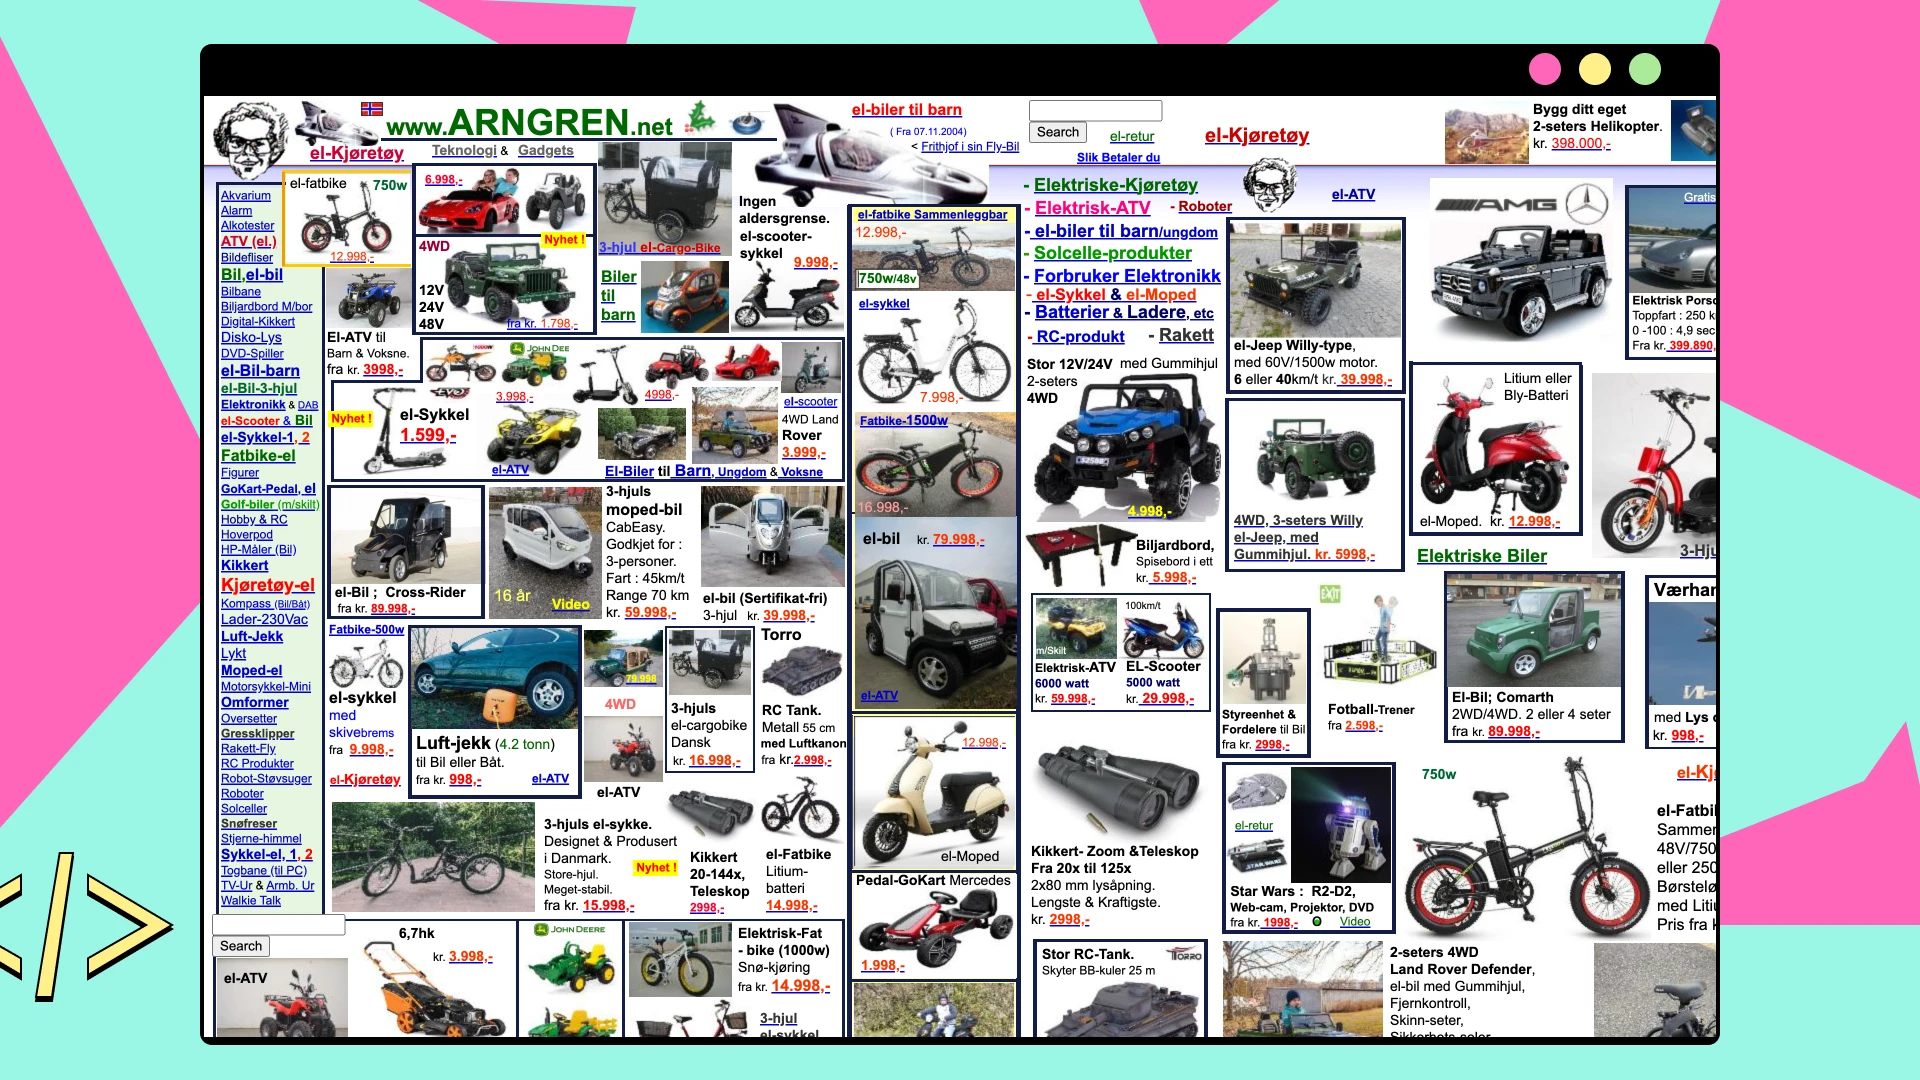 www.ARNGREN.net
el-Kjøretøy
Teknologi & Gadgets
el-biler til barn
( Fra 07.11.2004)
< Frithjof i sin Fly-Bil
Search
el-retur
Slik Betaler du
el-Kjøretøy
Bygg ditt eget
2-seters Helikopter.
kr. 398.000,-
Akvarium
Alarm
Alkotester
ATV (el.)
Bildefliser
Bil,el-bil
Bilbane
Biljardbord M/bor
Digital-Kikkert
Disko-Lys
DVD-Spiller
el-Bil-barn
el-Bil-3-hjul
Elektronikk & DAB
el-Scooter & Bil
el-Sykkel-1, 2
Fatbike-el
Figurer
GoKart-Pedal, el
Golf-biler (m/skilt)
Hobby & RC
Hoverpod
HP-Måler (Bil)
Kikkert
Kjøretøy-el
Kompass (Bil/Båt)
Lader-230Vac
Luft-Jekk
Lykt
Moped-el
Motorsykkel-Mini
Omformer
Oversetter
Gressklipper
Rakett-Fly
RC Produkter
Robot-Støvsuger
Roboter
Solceller
Snøfreser
Stjerne-himmel
Sykkel-el, 1, 2
Togbane (til PC)
TV-Ur & Armb. Ur
Walkie Talk
Search
el-fatbike 750w
12.998,-
6.998,-
Nyhet !
4WD
12V
24V
48V
fra kr. 1.798,-
3-hjul el-Cargo-Bike
Biler
til
barn
Ingen
aldersgrense.
el-scooter-
sykkel 9.998,-
El-ATV til
Barn & Voksne.
fra kr. 3998,-
JOHN DEE
3.998,-
4998,-
el-scooter
Nyhet !
el-Sykkel
1.599,-
el-ATV
4WD Land
Rover
3.999,-
El-Biler til Barn, Ungdom & Voksne
el-Bil ; Cross-Rider
fra kr. 89.998,-
16 år
Video
3-hjuls
moped-bil
CabEasy.
Godkjet for :
3-personer.
Fart : 45km/t
Range 70 km
kr. 59.998,-
el-bil (Sertifikat-fri)
3-hjul kr. 39.998,-
Fatbike-500w
el-sykkel
med
skivebrems
fra 9.998,-
el-Kjøretøy
Luft-jekk (4.2 tonn)
til Bil eller Båt.
fra kr. 998,-
el-ATV
79.998
4WD
el-ATV
3-hjuls
el-cargobike
Dansk
kr. 16.998,-
Torro
RC Tank.
Metall 55 cm
med Luftkanon
fra kr.2.998,-
3-hjuls el-sykke.
Designet & Produsert
i Danmark.
Store-hjul.
Meget-stabil.
fra kr. 15.998,-
Nyhet !
Kikkert
20-144x,
Teleskop
2998,-
el-Fatbike
Litium-
batteri
14.998,-
el-ATV
6,7hk
kr. 3.998,-
JOHN DEERE
Elektrisk-Fat
- bike (1000w)
Snø-kjøring
fra kr. 14.998,-
3-hjul
el-sykkel
el-fatbike Sammenleggbar
12.998,-
750w/48v
el-sykkel
7.998,-
Fatbike-1500w
16.998,-
el-bil kr. 79.998,-
el-ATV
12.998,-
el-Moped
Pedal-GoKart Mercedes
1.998,-
- Elektriske-Kjøretøy
- Elektrisk-ATV - Roboter
- el-biler til barn/ungdom
- Solcelle-produkter
- Forbruker Elektronikk
- el-Sykkel & el-Moped
- Batterier & Ladere, etc
- RC-produkt - Rakett
Stor 12V/24V med Gummihjul
2-seters
4WD
4.998,-
Biljardbord,
Spisebord i ett
kr. 5.998,-
m/Skilt
Elektrisk-ATV
6000 watt
kr. 59.998,-
100km/t
EL-Scooter
5000 watt
kr. 29.998,-
Kikkert- Zoom &Teleskop
Fra 20x til 125x
2x80 mm lysåpning.
Lengste & Kraftigste.
kr. 2998,-
Stor RC-Tank.
Skyter BB-kuler 25 m
TORRO
el-ATV
el-Jeep Willy-type,
med 60V/1500w motor.
6 eller 40km/t kr. 39.998,-
4WD, 3-seters Willy
el-Jeep, med
Gummihjul. kr. 5998,-
Styreenhet &
Fordelere til Bil
fra kr. 2998,-
EXIT
Fotball-Trener
fra 2.598,-
el-retur
STAR WARS
Star Wars : R2-D2,
Web-cam, Projektor, DVD
fra kr. 1998,- Video
AMG
Gratis
Elektrisk Porsc
Toppfart : 250 k
0 -100 : 4,9 sec
Fra kr. 399.890,
Litium eller
Bly-Batteri
el-Moped. kr. 12.998,-
3-Hju
Elektriske Biler
El-Bil; Comarth
2WD/4WD. 2 eller 4 seter
fra kr. 89.998,-
Værhar
med Lys o
kr. 998,-
750w
el-Kj
el-Fatbil
Sammer
48V/750
eller 250
Børstelø
med Litiu
Pris fra k
2-seters 4WD
Land Rover Defender,
el-bil med Gummihjul,
Fjernkontroll,
Skinn-seter,